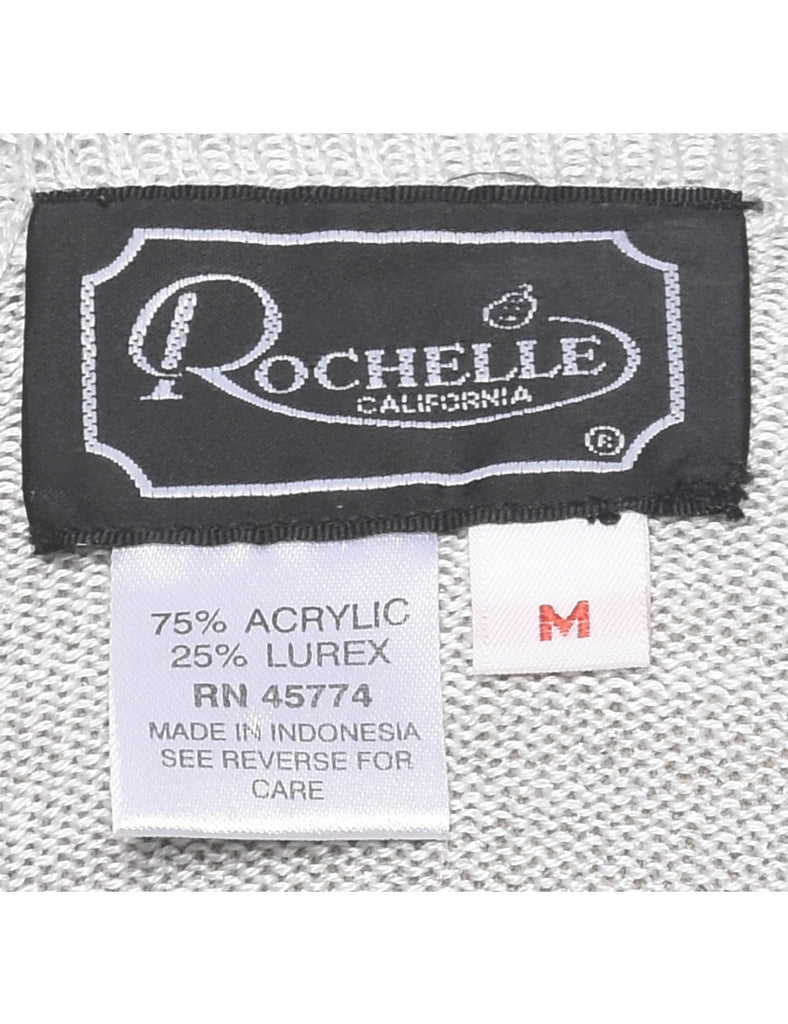 ROCHELLE
CALIFORNIA
®
75% ACRYLIC
25% LUREX
RN 45774
MADE IN INDONESIA
SEE REVERSE FOR
CARE
M